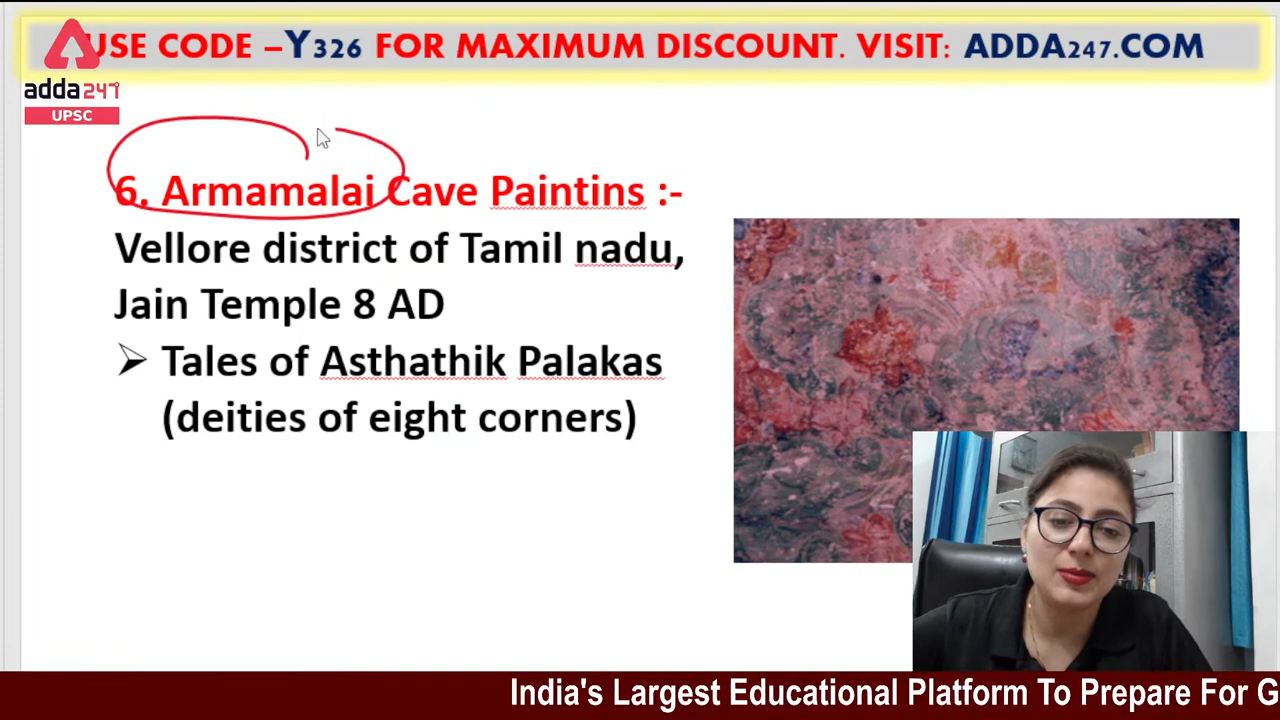 USE CODE –Y326 FOR MAXIMUM DISCOUNT. VISIT: ADDA247.COM
adda247
UPSC
6. Armamalai Cave Paintins :-
Vellore district of Tamil nadu,
Jain Temple 8 AD
➢ Tales of Asthathik Palakas
(deities of eight corners)
India's Largest Educational Platform To Prepare For G